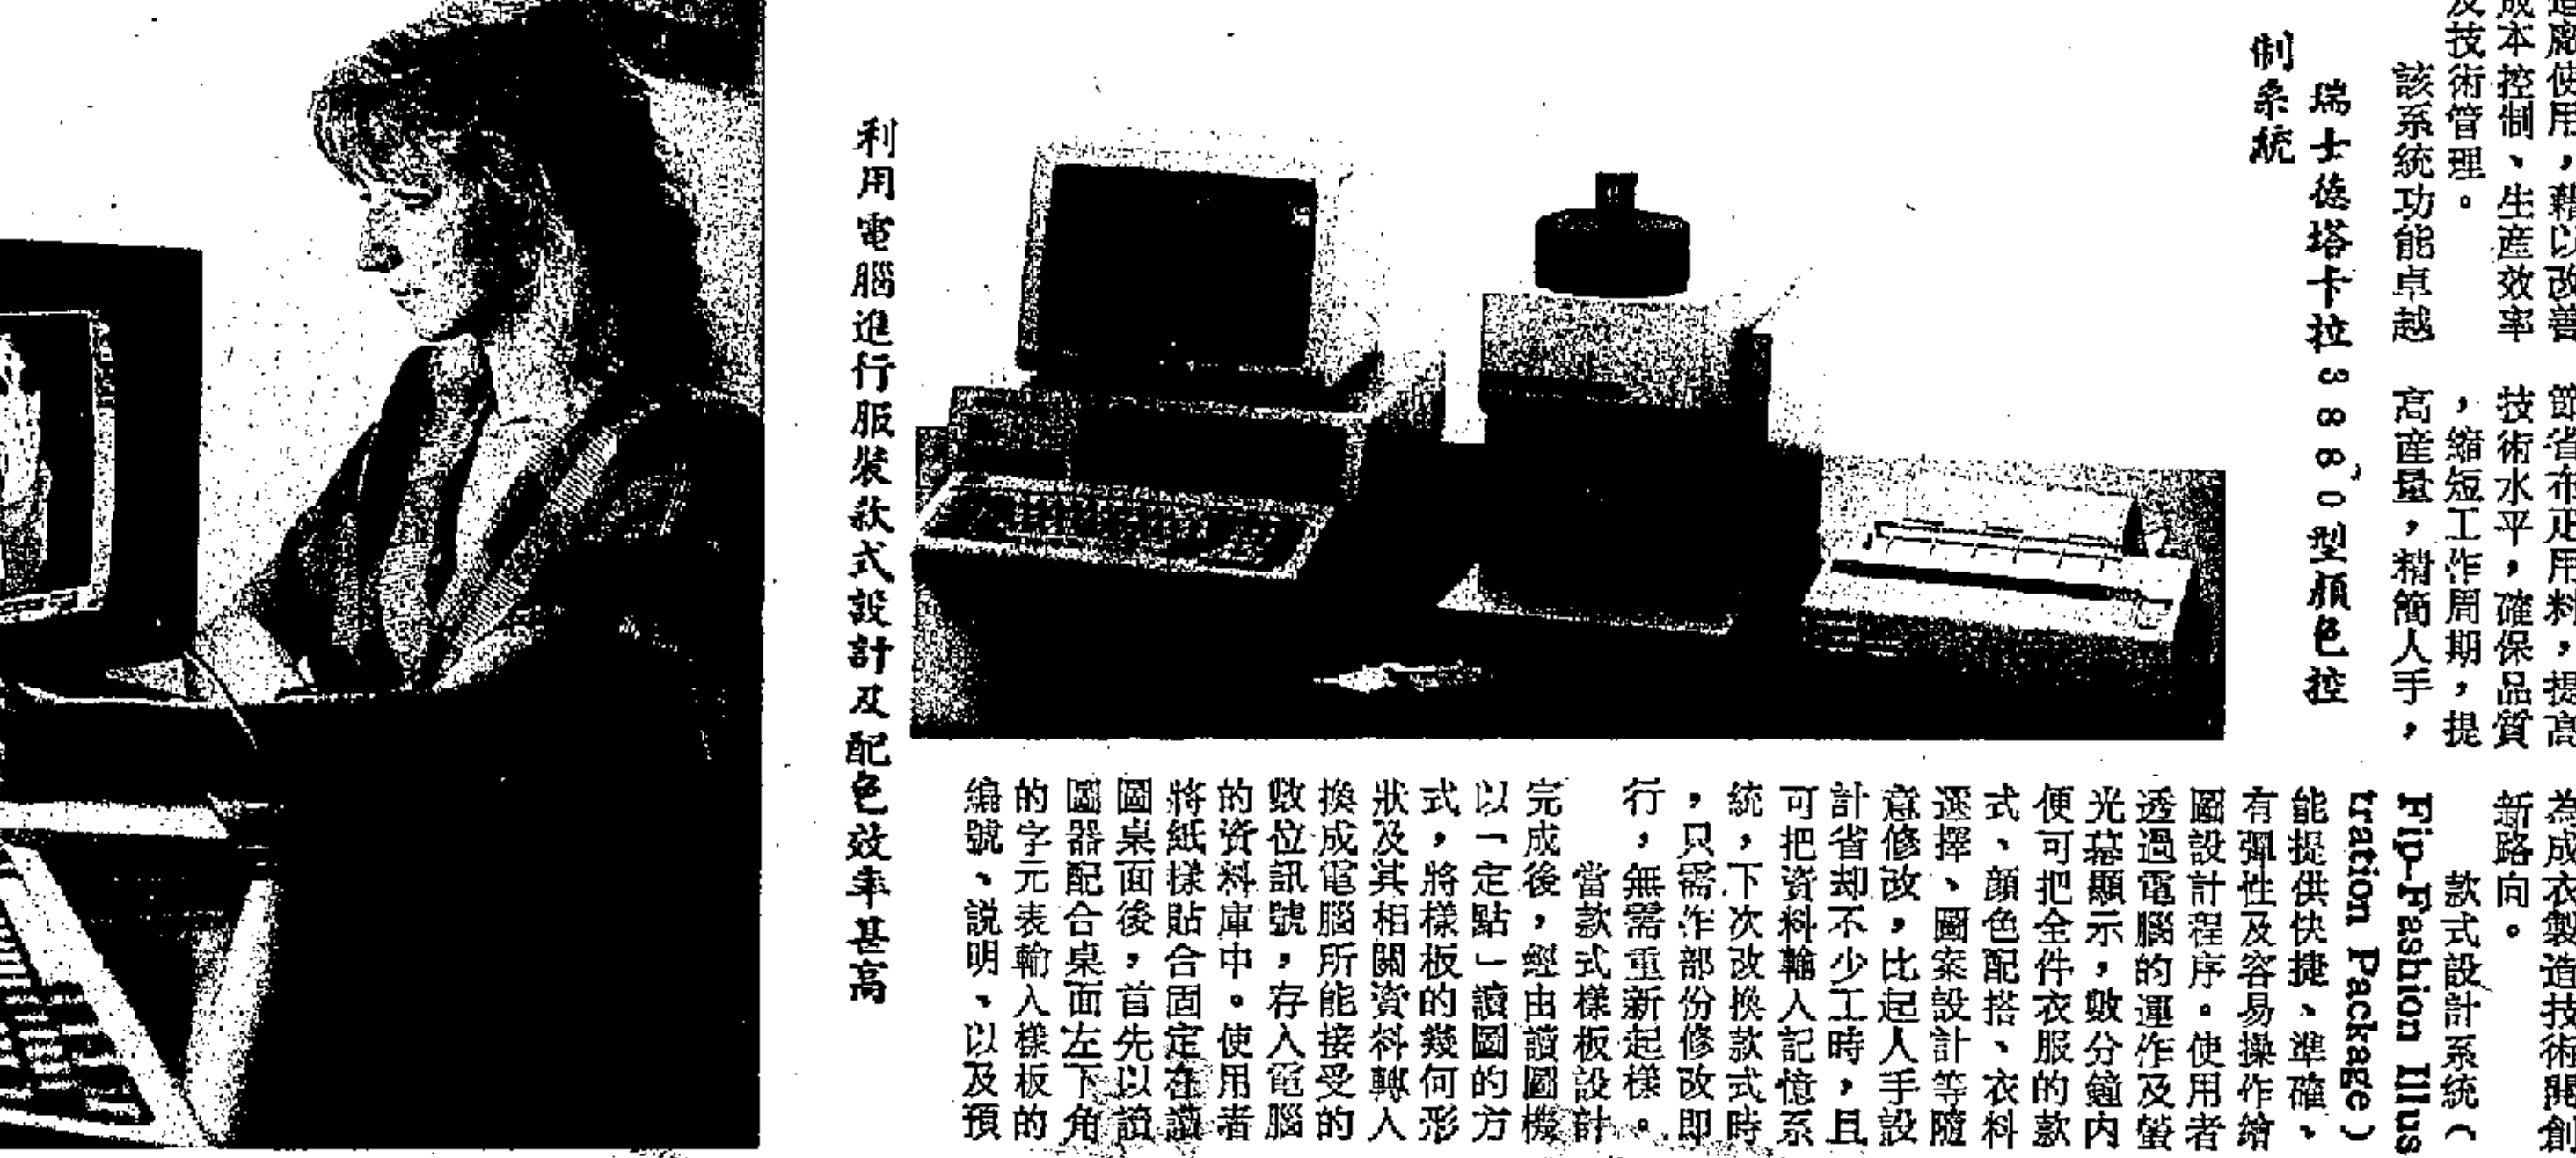 造廠使用，藉以改善
成本控制、生產效率
及技術管理。
該系統功能卓越
節省布疋用料，提高
技術水平，確保品質
，縮短工作周期，提
高產量，精簡人手，
為成衣製造技術開創
新路向。
款式設計系統（
Fip-Fashion Illus
tration Package）
能提供快捷、準確、
有彈性及容易操作繪
圖設計程序。使用者
透過電腦的運作及螢
光幕顯示，數分鐘內
便可把全件衣服的款
式、顏色配搭、衣料
選擇、圖案設計等隨
意修改，比起人手設
計省却不少工時，且
可把資料輸入記憶系
統，下次改換款式時
，只需作部份修改即
行，無需重新起樣。
當款式樣板設計
完成後，經由讀圖機
以「定點」讀圖的方
式，將樣板的幾何形
狀及其相關資料轉入
換成電腦所能接受的
數位訊號，存入電腦
的資料庫中。使用者
將紙樣貼合固定在讀
圖桌面後，首先以讀
圖器配合桌面左下角
的字元表輸入樣板的
編號、說明、以及預
瑞士德塔卡拉3880型顏色控
制系統
利用電腦進行服裝款式設計及配色效率甚高